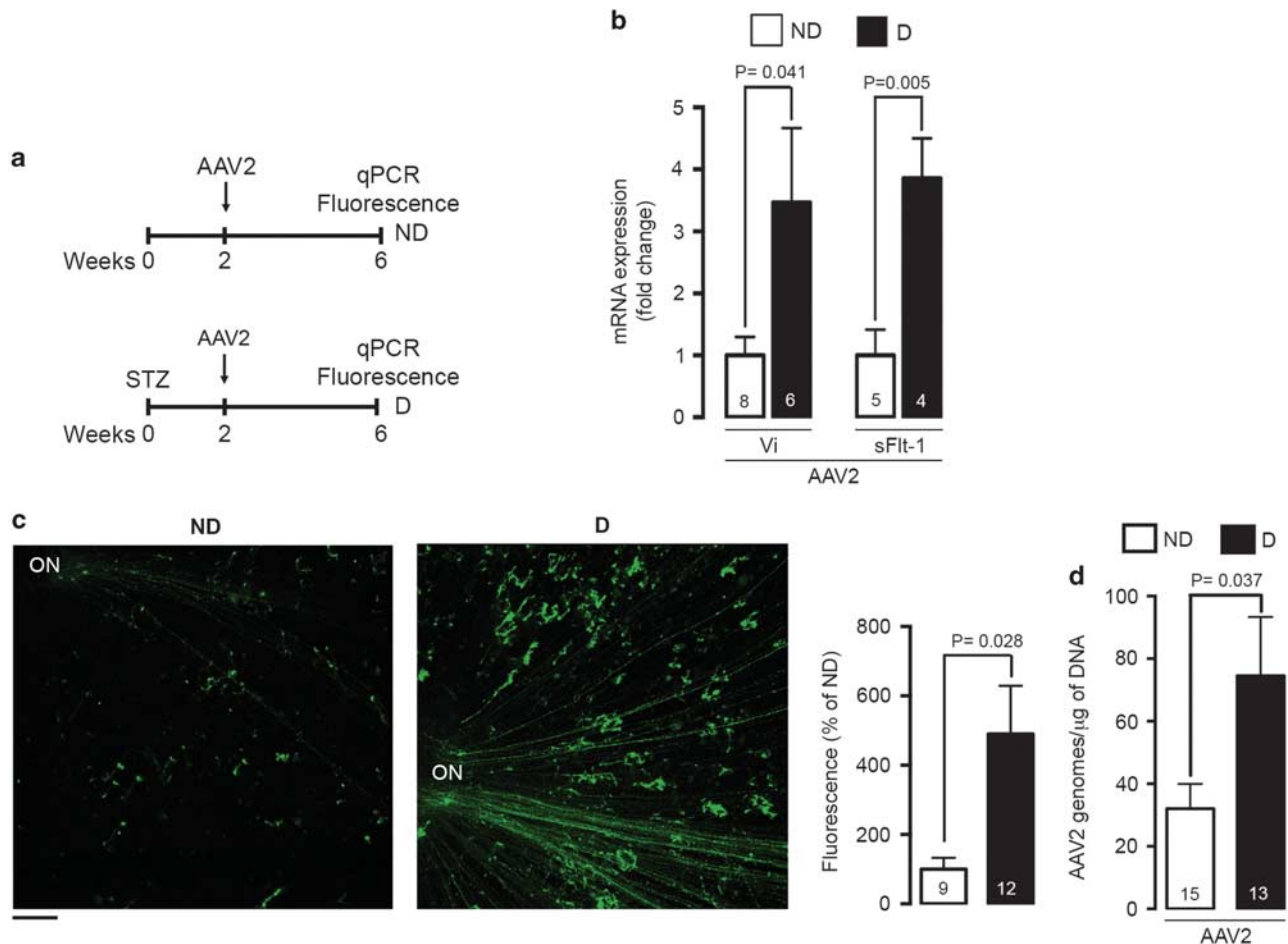 a
AAV2
qPCR
Fluorescence
ND
Weeks 0 2 6
AAV2
qPCR
STZ
Fluorescence
D
Weeks 0 2 6
b
ND D
P= 0.041
P=0.005
mRNA expression
(fold change)
5
4
3
2
1
0
8 6 5 4
Vi sFlt-1
AAV2
c
ND
D
ON
ON
Fluorescence (% of ND)
800
600
400
200
0
P= 0.028
9 12
ND D
d
P= 0.037
AAV2 genomes/μg of DNA
100
80
60
40
20
0
15 13
AAV2